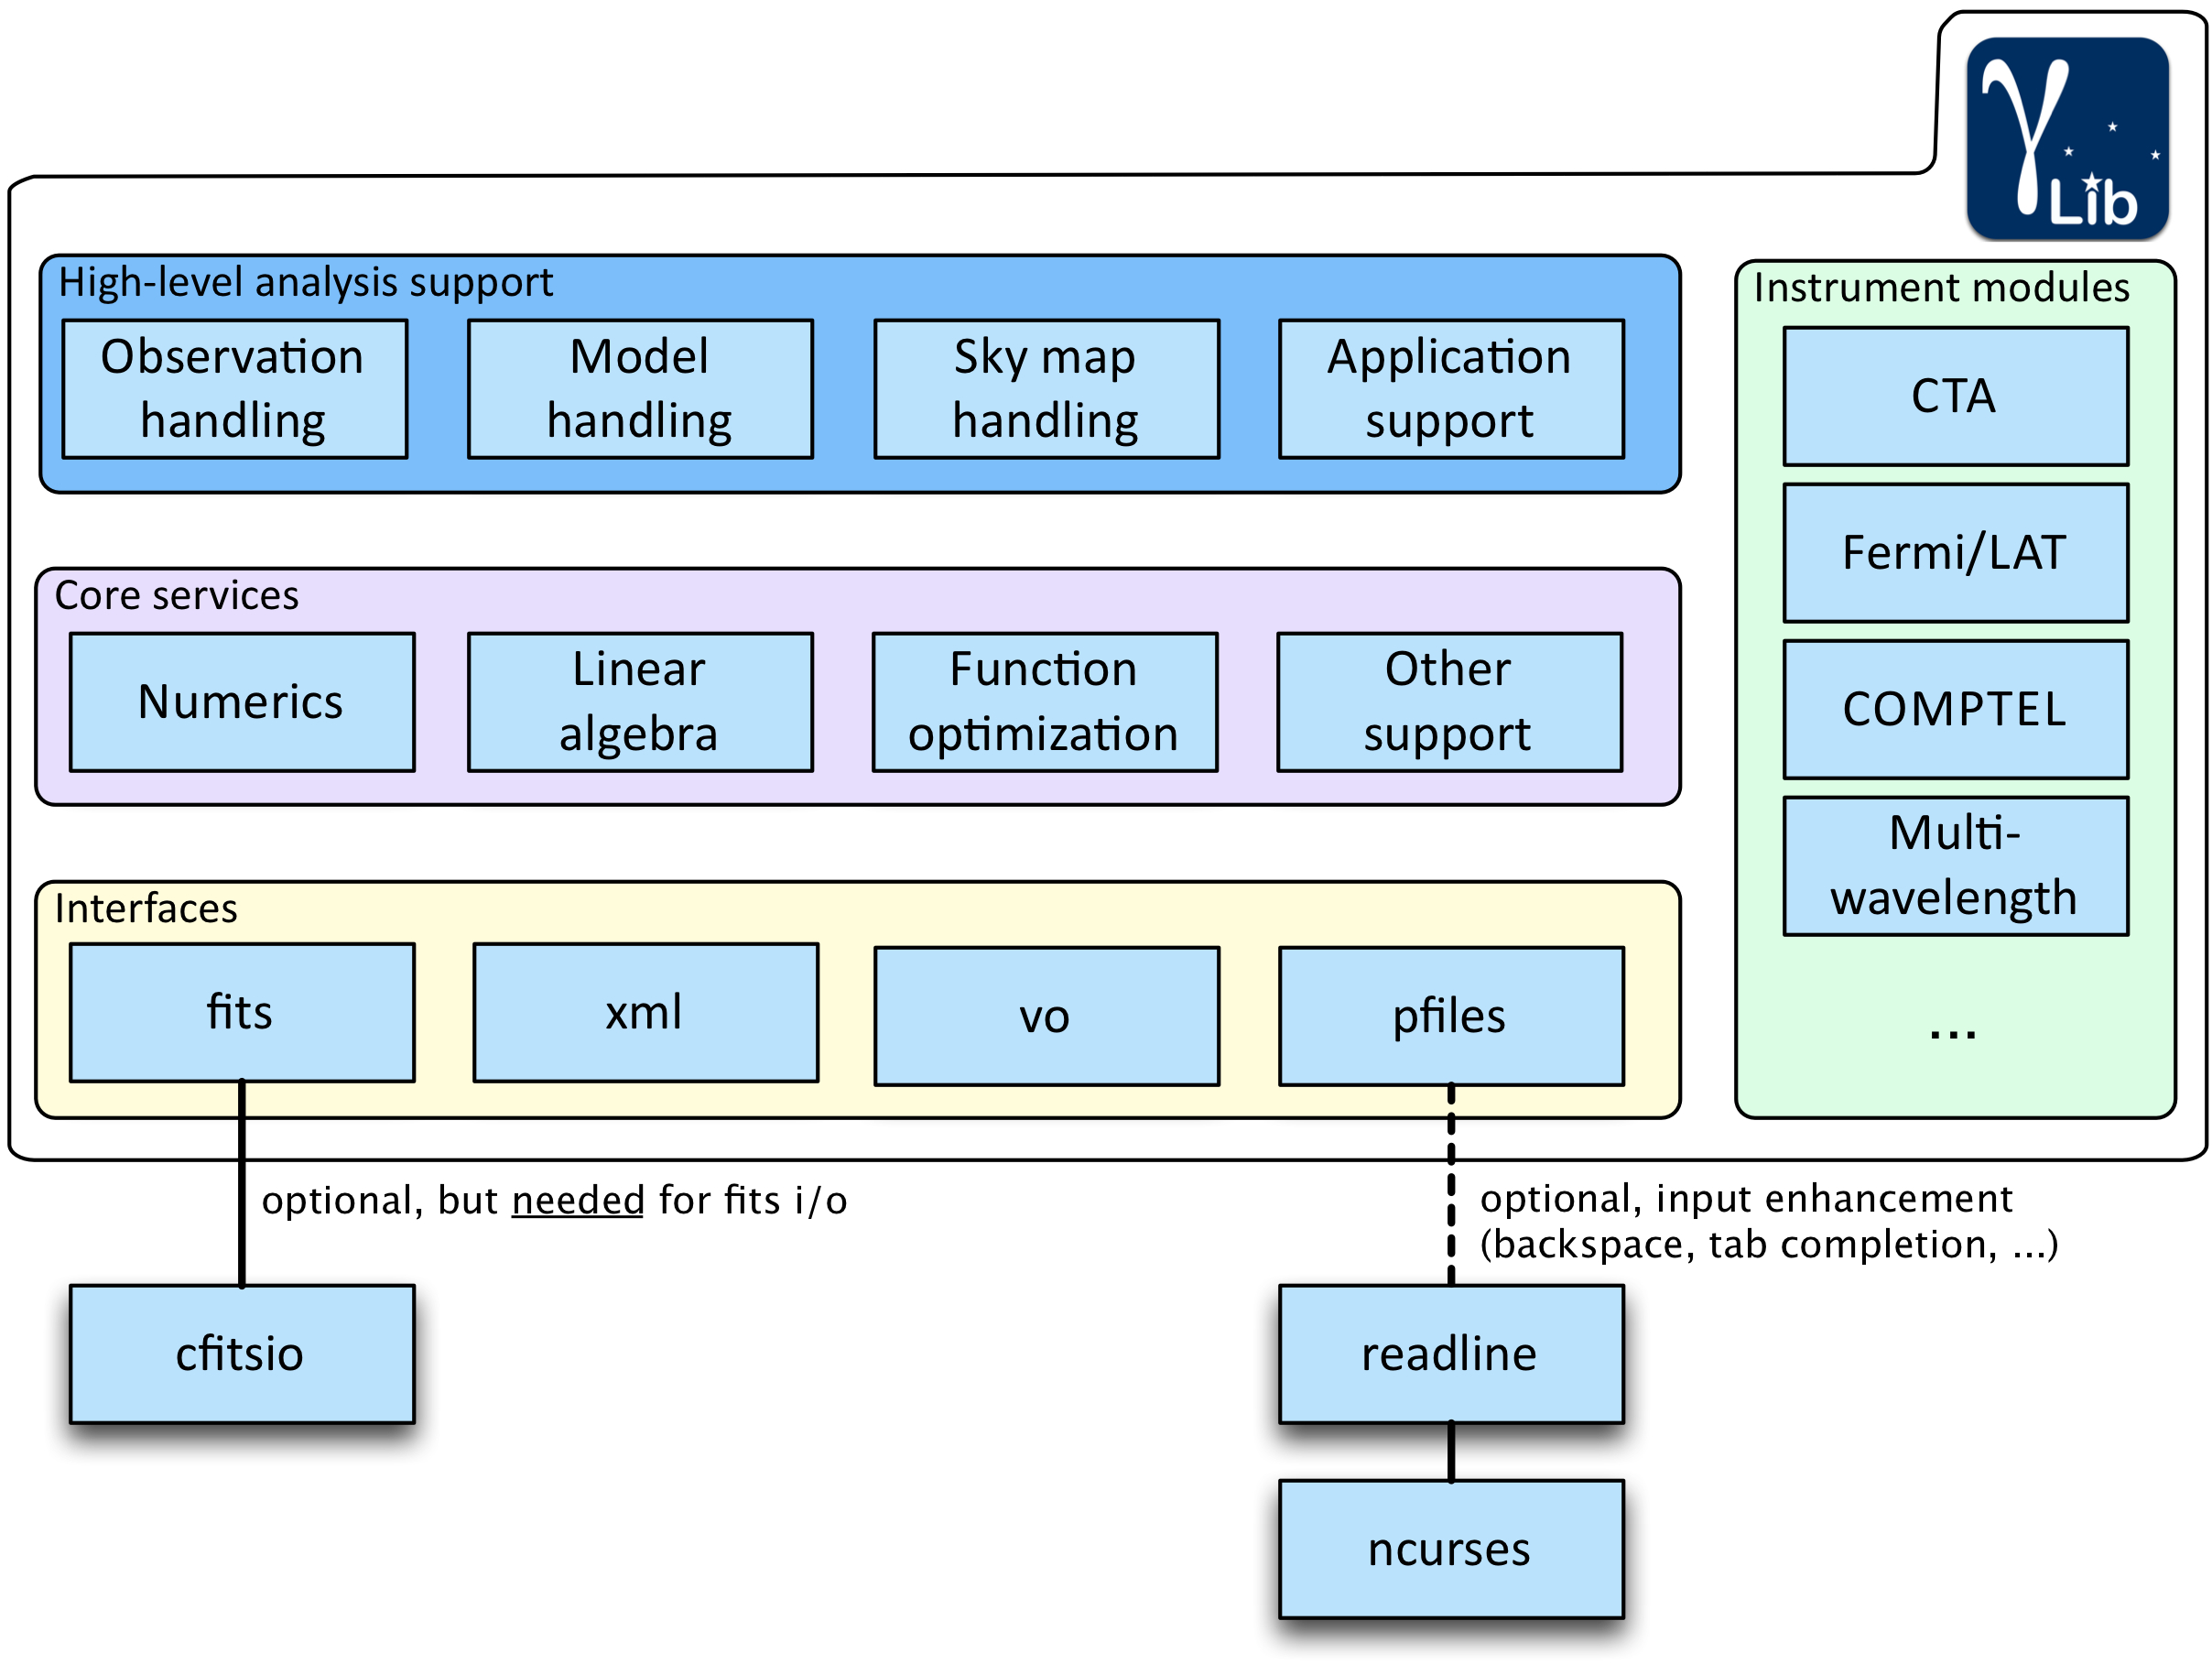 γ
Lib
High-level analysis support
Observation
handling
Model
handling
Sky map
handling
Application
support
Core services
Numerics
Linear
algebra
Function
optimization
Other
support
Interfaces
fits
xml
vo
pfiles
Instrument modules
CTA
Fermi/LAT
COMPTEL
Multi-
wavelength
...
optional, but needed for fits i/o
optional, input enhancement
(backspace, tab completion, ...)
cfitsio
readline
ncurses